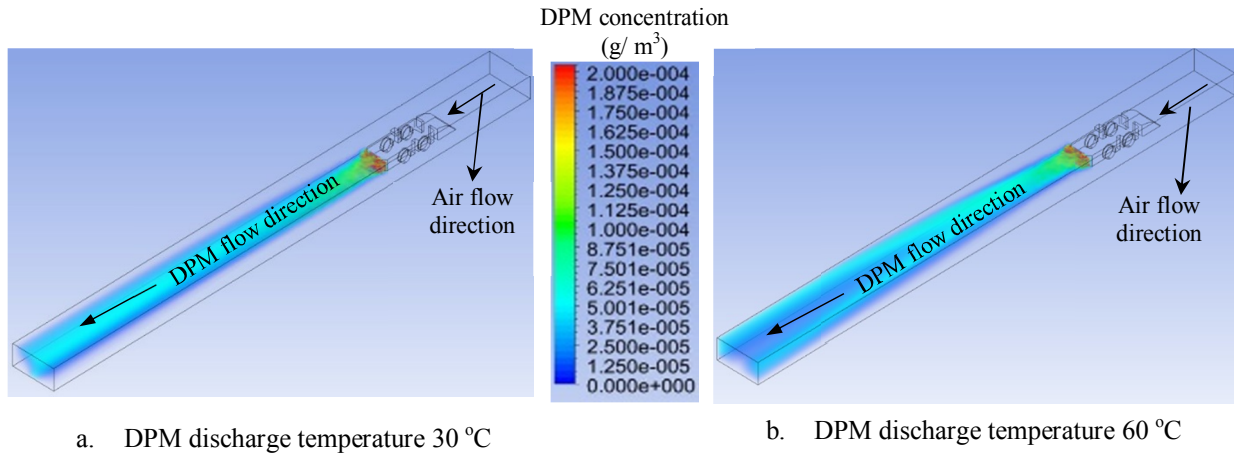 DPM concentration
(g/ m³)
2.000e-004
1.875e-004
1.750e-004
1.625e-004
1.500e-004
1.375e-004
1.250e-004
1.125e-004
1.000e-004
8.751e-005
7.501e-005
6.251e-005
5.001e-005
3.751e-005
2.500e-005
1.250e-005
0.000e+000
DPM flow direction
Air flow
direction
DPM flow direction
Air flow
direction
a. DPM discharge temperature 30 °C
b. DPM discharge temperature 60 °C